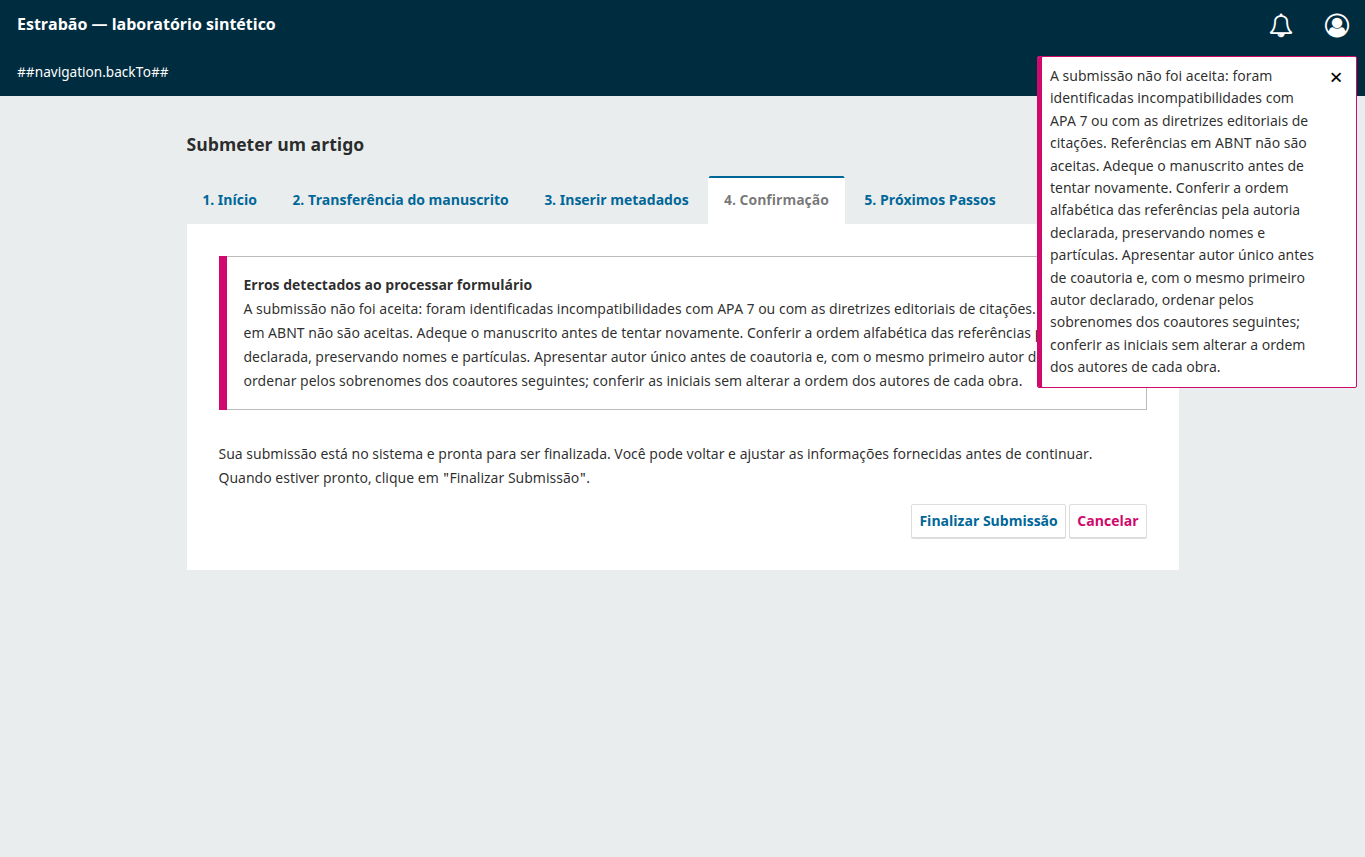 Estrabão — laboratório sintético
##navigation.backTo##
A submissão não foi aceita: foram
identificadas incompatibilidades com
APA 7 ou com as diretrizes editoriais de
citações. Referências em ABNT não são
aceitas. Adeque o manuscrito antes de
tentar novamente. Conferir a ordem
alfabética das referências pela autoria
declarada, preservando nomes e
partículas. Apresentar autor único antes
de coautoria e, com o mesmo primeiro
autor declarado, ordenar pelos
sobrenomes dos coautores seguintes;
conferir as iniciais sem alterar a ordem
dos autores de cada obra.
Submeter um artigo
1. Início
2. Transferência do manuscrito
3. Inserir metadados
4. Confirmação
5. Próximos Passos
Erros detectados ao processar formulário
A submissão não foi aceita: foram identificadas incompatibilidades com APA 7 ou com as diretrizes editoriais de citações.
em ABNT não são aceitas. Adeque o manuscrito antes de tentar novamente. Conferir a ordem alfabética das referências
declarada, preservando nomes e partículas. Apresentar autor único antes de coautoria e, com o mesmo primeiro autor
ordenar pelos sobrenomes dos coautores seguintes; conferir as iniciais sem alterar a ordem dos autores de cada obra.
Sua submissão está no sistema e pronta para ser finalizada. Você pode voltar e ajustar as informações fornecidas antes de continuar.
Quando estiver pronto, clique em "Finalizar Submissão".
Finalizar Submissão
Cancelar